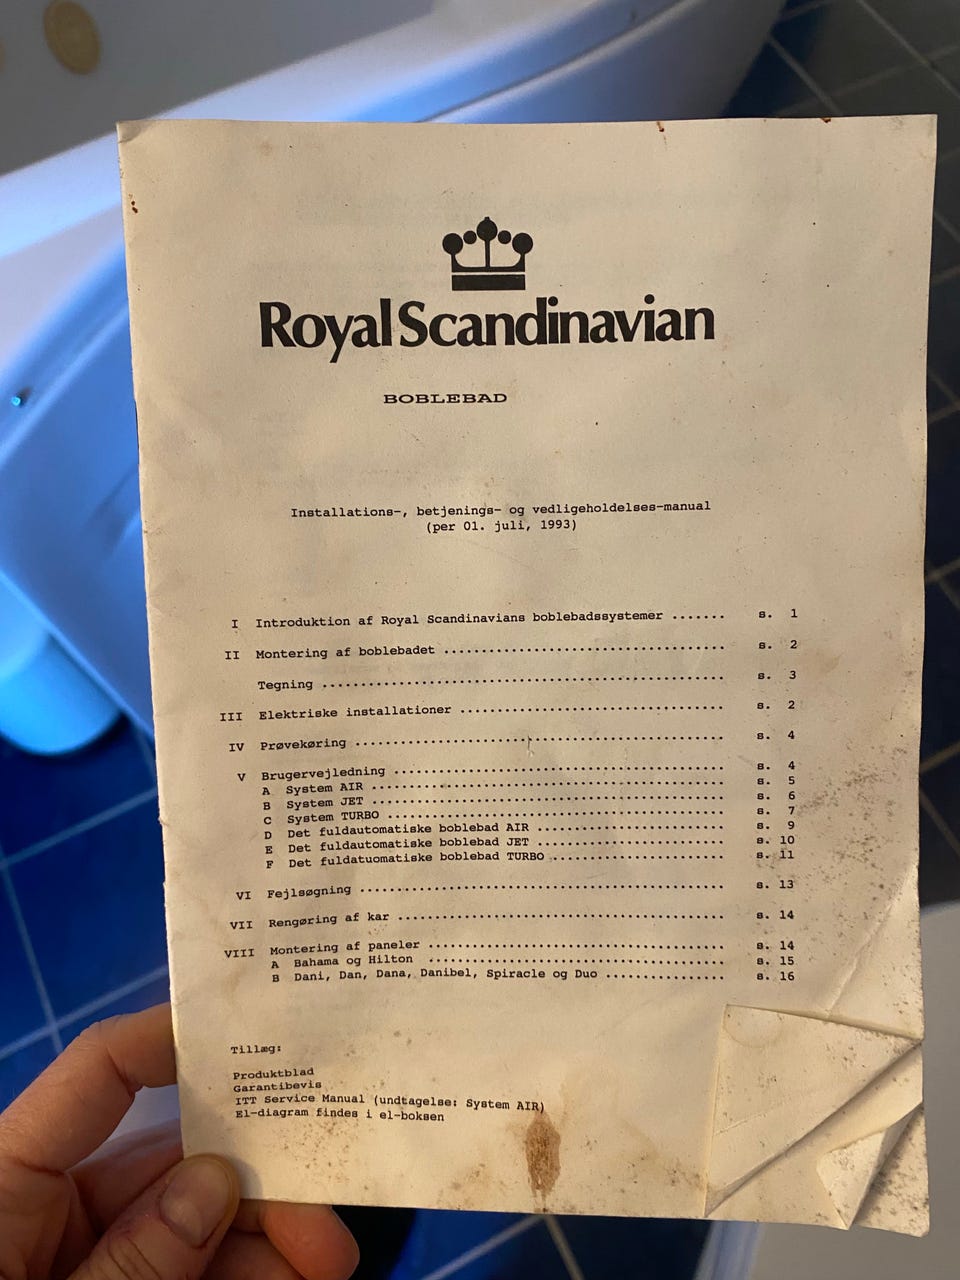 RoyalScandinavian
BOBLEBAD
Installations-, betjenings- og vedligeholdelses-manual
(per 01. juli, 1993)
I Introduktion af Royal Scandinavians boblebadssystemer ....... s. 1
II Montering af boblebadet ..................................... s. 2
Tegning ..................................................... s. 3
III Elektriske installationer ................................... s. 2
IV Prøvekøring ................................................. s. 4
V Brugervejledning ............................................ s. 4
A System AIR ............................................... s. 5
B System JET ............................................... s. 6
C System TURBO ............................................. s. 7
D Det fuldautomatiske boblebad AIR ......................... s. 9
E Det fuldautomatiske boblebad JET ......................... s. 10
F Det fuldatuomatiske boblebad TURBO ....................... s. 11
VI Fejlsøgning ................................................ s. 13
VII Rengøring af kar ........................................... s. 14
VIII Montering af paneler ....................................... s. 14
A Bahama og Hilton ........................................ s. 15
B Dani, Dan, Dana, Danibel, Spiracle og Duo ................ s. 16
Tillæg:
Produktblad
Garantibevis
ITT Service Manual (undtagelse: System AIR)
El-diagram findes i el-boksen